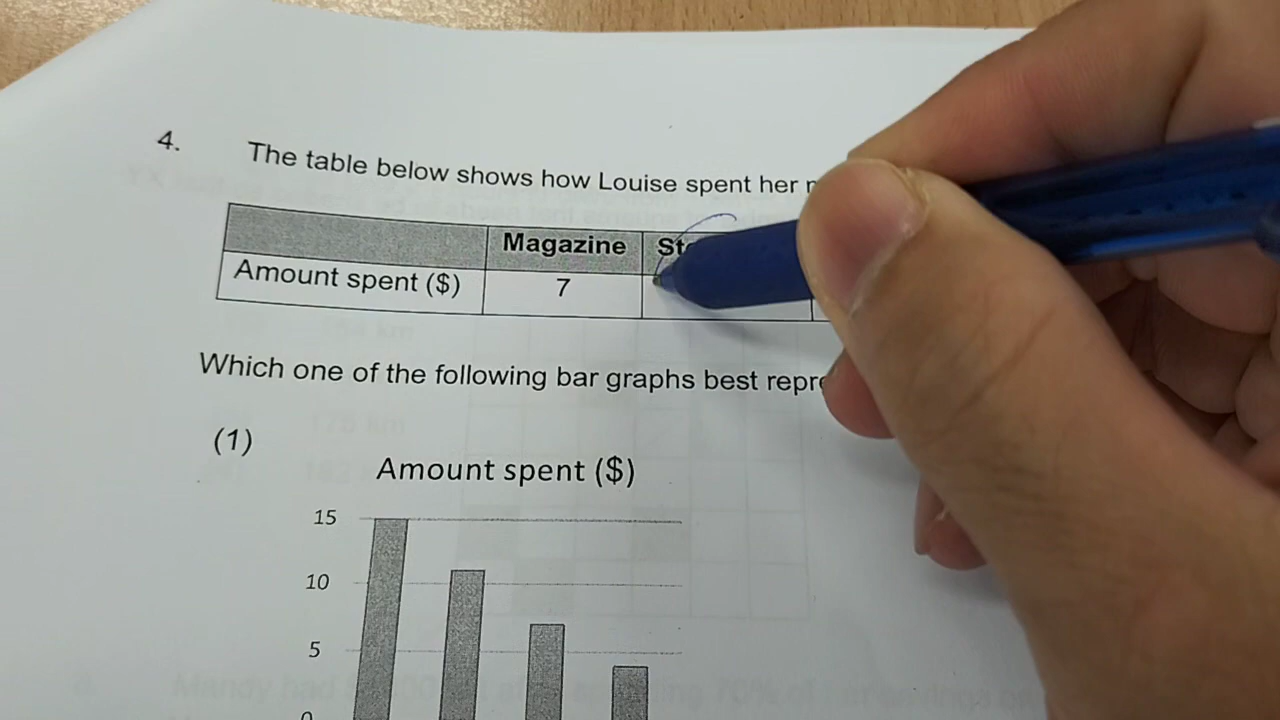 4. The table below shows how Louise spent her
Magazine
Amount spent ($) 7
Which one of the following bar graphs best
(1)
Amount spent ($)
15
10
5
0